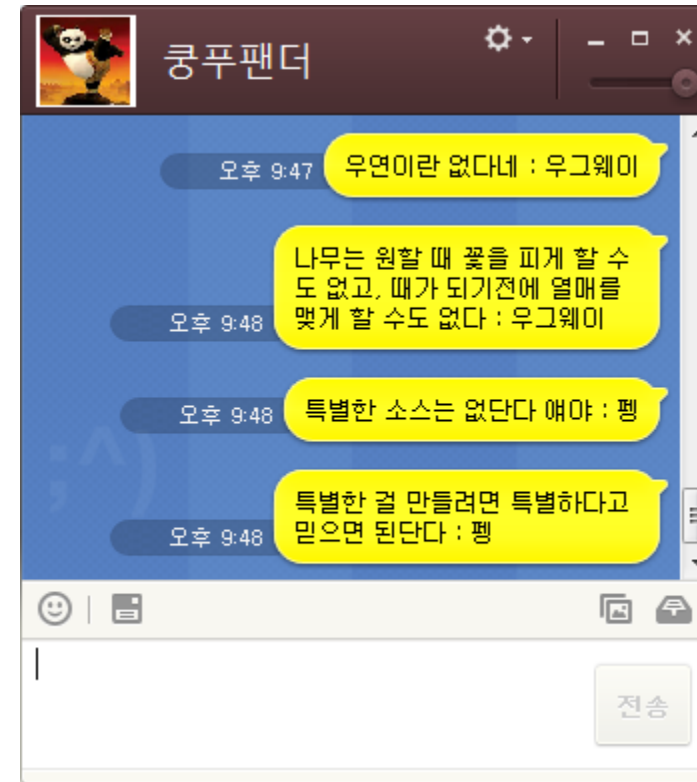 쿵푸팬더
오후 9:47
우연이란 없다네 : 우그웨이
나무는 원할 때 꽃을 피게 할 수
도 없고, 때가 되기전에 열매를
맺게 할 수도 없다 : 우그웨이
오후 9:48
특별한 소스는 없단다 얘야 : 펭
오후 9:48
특별한 걸 만들려면 특별하다고
믿으면 된단다 : 펭
오후 9:48
;^)
전송